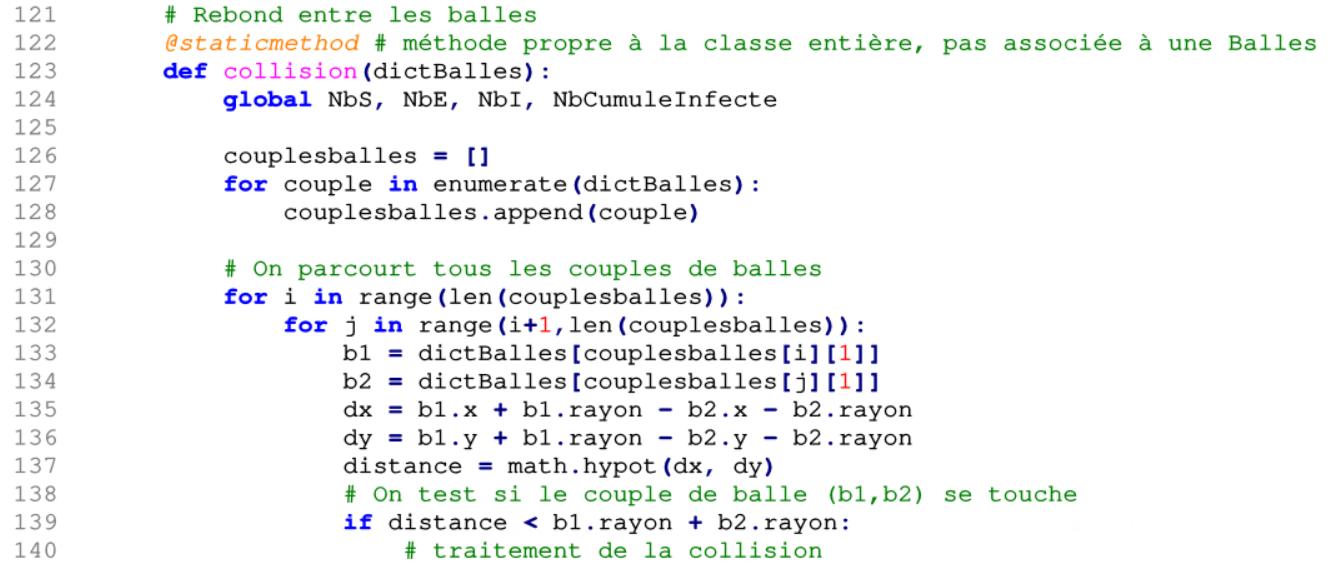 121 # Rebond entre les balles
122 @staticmethod # méthode propre à la classe entière, pas associée à une Balles
123 def collision(dictBalles):
124 global NbS, NbE, NbI, NbCumuleInfecte
125
126 couplesballes = []
127 for couple in enumerate(dictBalles):
128 couplesballes.append(couple)
129
130 # On parcourt tous les couples de balles
131 for i in range(len(couplesballes)):
132 for j in range(i+1,len(couplesballes)):
133 b1 = dictBalles[couplesballes[i][1]]
134 b2 = dictBalles[couplesballes[j][1]]
135 dx = b1.x + b1.rayon - b2.x - b2.rayon
136 dy = b1.y + b1.rayon - b2.y - b2.rayon
137 distance = math.hypot(dx, dy)
138 # On test si le couple de balle (b1,b2) se touche
139 if distance < b1.rayon + b2.rayon:
140 # traitement de la collision